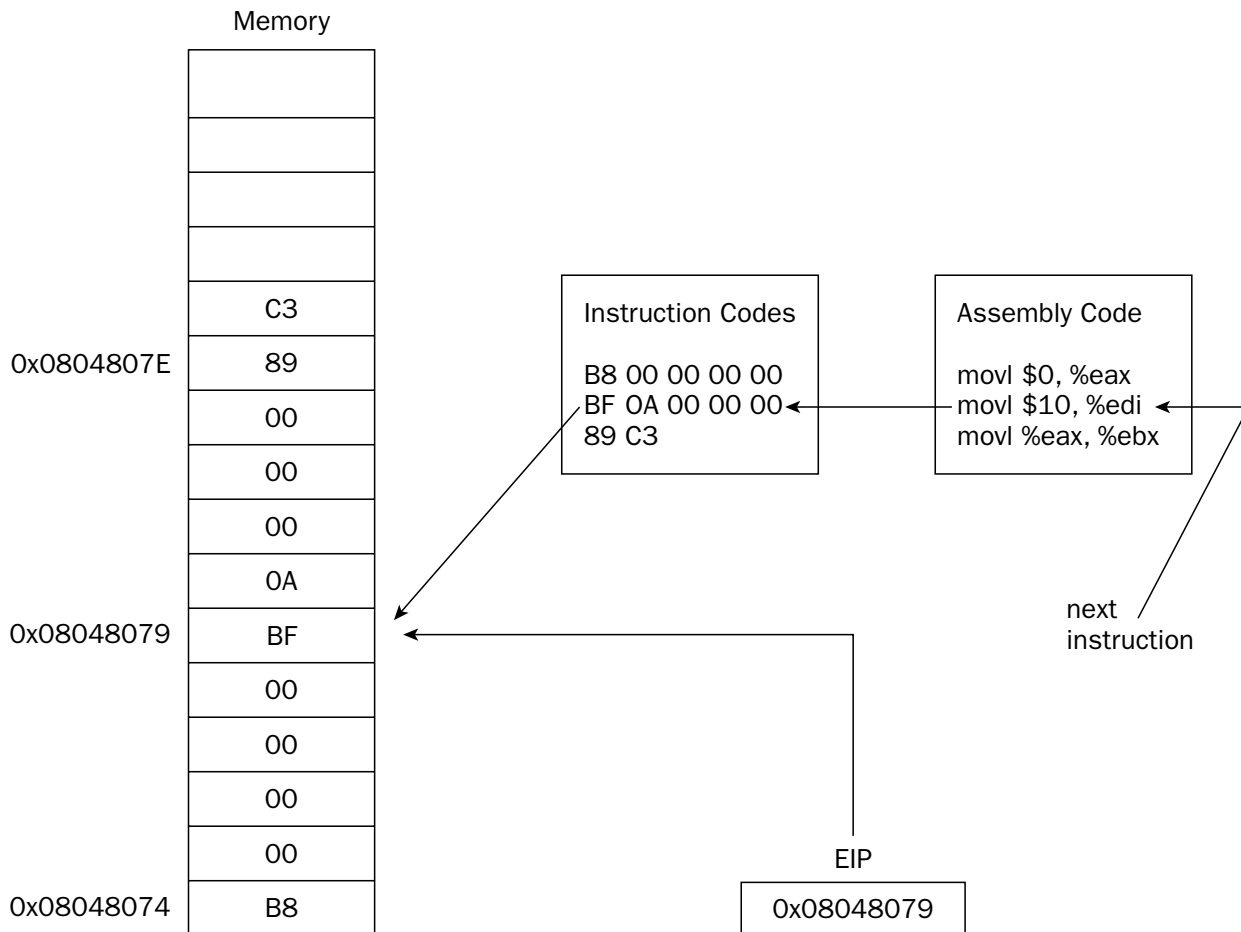 Memory
C3
0x0804807E
89
00
00
00
0A
0x08048079
BF
00
00
00
00
0x08048074
B8
Instruction Codes
B8 00 00 00 00
BF 0A 00 00 00
89 C3
Assembly Code
movl $0, %eax
movl $10, %edi
movl %eax, %ebx
next
instruction
EIP
0x08048079